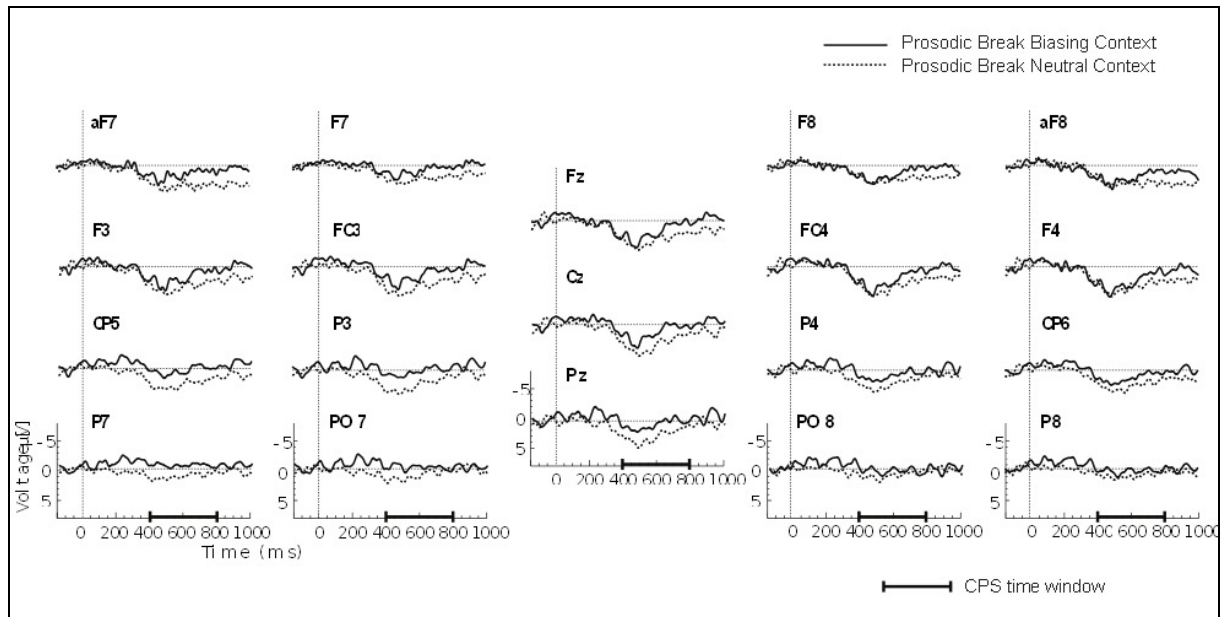 Prosodic Break Biasing Context
Prosodic Break Neutral Context
aF7 F7 F8 aF8
Fz
F3 FC3 FC4 F4
Cz
CP5 P3 P4 CP6
Pz
-5
0
5
0 200 400 600 800 1000
P7 PO 7 PO 8 P8
Voltage[µV]
-5 -5 -5 -5
0 0 0 0
5 5 5 5
0 200 400 600 800 1000 0 200 400 600 800 1000 0 200 400 600 800 1000 0 200 400 600 800 1000
Time (ms)
CPS time window